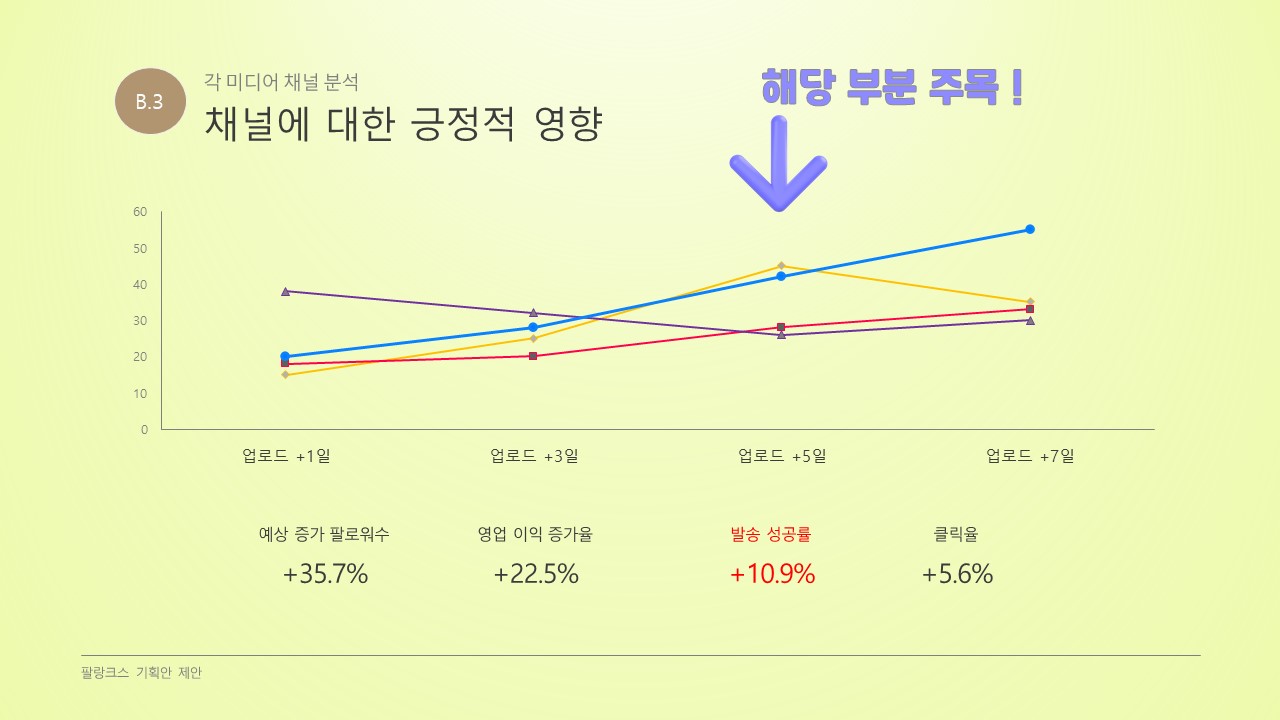 B.3
각 미디어 채널 분석
채널에 대한 긍정적 영향
해당 부분 주목 !
60
50
40
30
20
10
0
업로드 +1일 업로드 +3일 업로드 +5일 업로드 +7일
예상 증가 팔로워수 영업 이익 증가율 발송 성공률 클릭율
+35.7% +22.5% +10.9% +5.6%
팔랑크스 기획안 제안